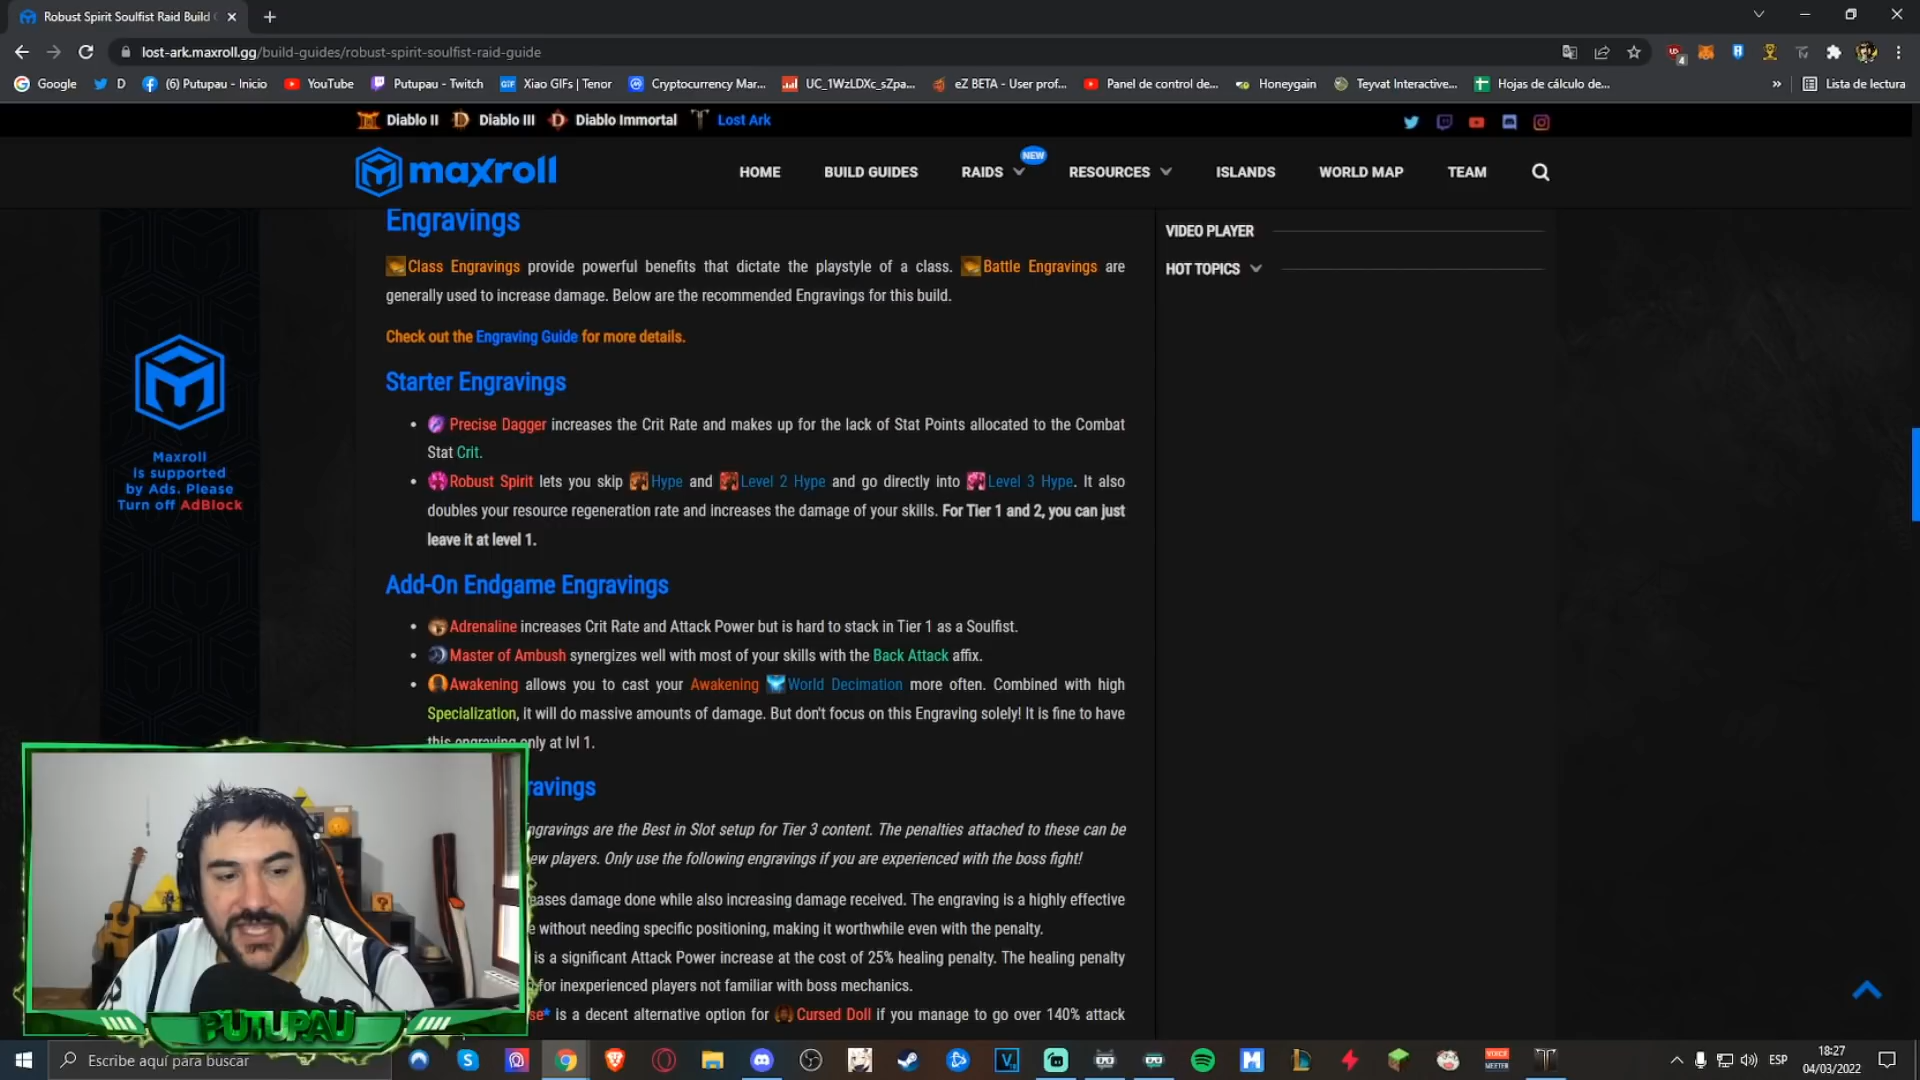 Robust Spirit Soulfist Raid Build
lost-ark.maxroll.gg/build-guides/robust-spirit-soulfist-raid-guide
4
Google
D
(6) Putupau - Inicio
YouTube
Putupau - Twitch
GIF
Xiao GIFs | Tenor
Cryptocurrency Mar...
UC_1WzLDXc_sZpa...
eZ BETA - User prof...
Panel de control de...
Honeygain
Teyvat Interactive...
Hojas de cálculo de...
»
Lista de lectura
Diablo II
Diablo III
Diablo Immortal
Lost Ark
maxroll
HOME
BUILD GUIDES
RAIDS
NEW
RESOURCES
ISLANDS
WORLD MAP
TEAM
Engravings
Class Engravings provide powerful benefits that dictate the playstyle of a class. Battle Engravings are
generally used to increase damage. Below are the recommended Engravings for this build.
Check out the Engraving Guide for more details.
Starter Engravings
• Precise Dagger increases the Crit Rate and makes up for the lack of Stat Points allocated to the Combat
Stat Crit.
• Robust Spirit lets you skip Hype and Level 2 Hype and go directly into Level 3 Hype. It also
doubles your resource regeneration rate and increases the damage of your skills. For Tier 1 and 2, you can just
leave it at level 1.
Add-On Endgame Engravings
• Adrenaline increases Crit Rate and Attack Power but is hard to stack in Tier 1 as a Soulfist.
• Master of Ambush synergizes well with most of your skills with the Back Attack affix.
• Awakening allows you to cast your Awakening World Decimation more often. Combined with high
Specialization, it will do massive amounts of damage. But don't focus on this Engraving solely! It is fine to have
this engraving only at lvl 1.
ravings
ngravings are the Best in Slot setup for Tier 3 content. The penalties attached to these can be
ew players. Only use the following engravings if you are experienced with the boss fight!
eases damage done while also increasing damage received. The engraving is a highly effective
e without needing specific positioning, making it worthwhile even with the penalty.
is a significant Attack Power increase at the cost of 25% healing penalty. The healing penalty
for inexperienced players not familiar with boss mechanics.
se* is a decent alternative option for Cursed Doll if you manage to go over 140% attack
VIDEO PLAYER
HOT TOPICS
Maxroll
is supported
by Ads. Please
Turn off AdBlock
PUTUPAU
Escribe aquí para buscar
ESP
18:27
04/03/2022